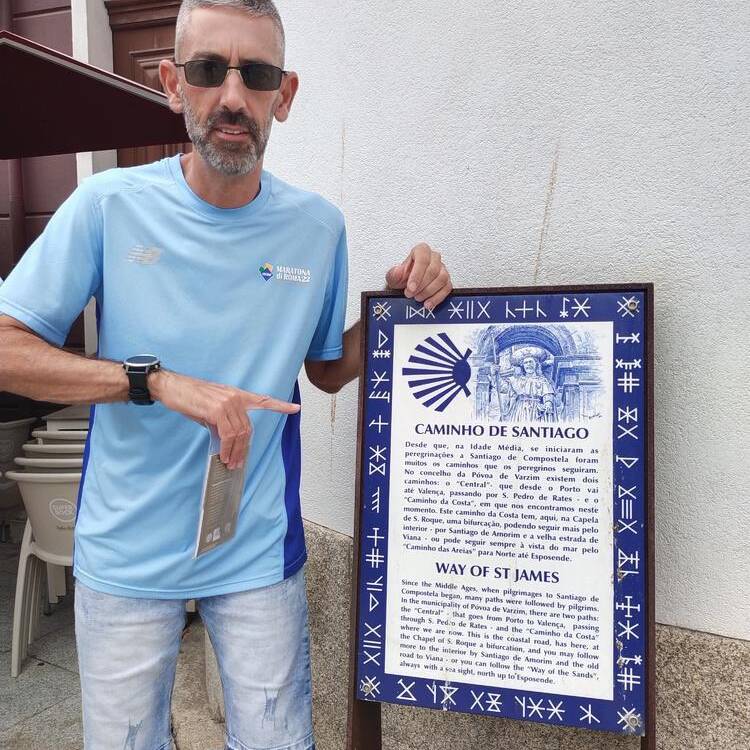 MARATONA
di ROMA22
SUPER
BOCK
CAMINHO DE SANTIAGO
Desde que, na Idade Média, se iniciaram as
peregrinações a Santiago de Compostela foram
muitos os caminhos que os peregrinos seguiram.
No concelho da Póvoa de Varzim existem dois
caminhos: o "Central"- que desde o Porto vai
até Valença, passando por S. Pedro de Rates - e o
"Caminho da Costa", em que nos encontramos neste
momento. Este caminho da Costa tem, aqui, na Capela
de S. Roque, uma bifurcação, podendo seguir mais pelo
interior - por Santiago de Amorim e a velha estrada de
Viana - ou pode seguir sempre à vista do mar pelo
"Caminho das Areias" para Norte até Esposende.
WAY OF ST JAMES
Since the Middle Ages, when pilgrimages to Santiago de
Compostela began, many paths were followed by pilgrims.
In the municipality of Póvoa de Varzim, there are two paths:
the "Central" - that goes from Porto to Valença, passing
through S. Pedro de Rates - and the "Caminho da Costa"
where we are now. This is the coastal road, has here, at
the Chapel of S. Roque a bifurcation, and you may follow
more to the interior by Santiago de Amorim and the old
road to Viana - or you can follow the "Way of the Sands",
always with a sea sight, north up to Esposende.